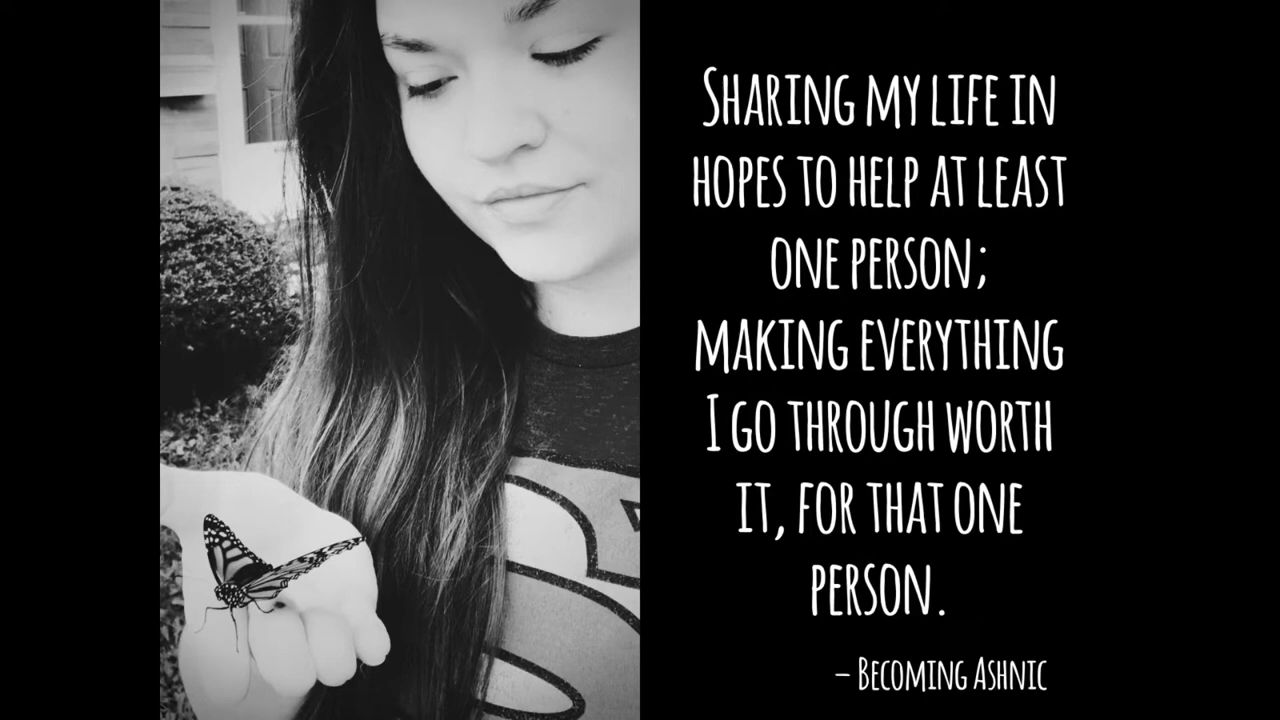 Sharing my life in
hopes to help at least
one person;
making everything
I go through worth
it, for that one
person.
– Becoming Ashnic